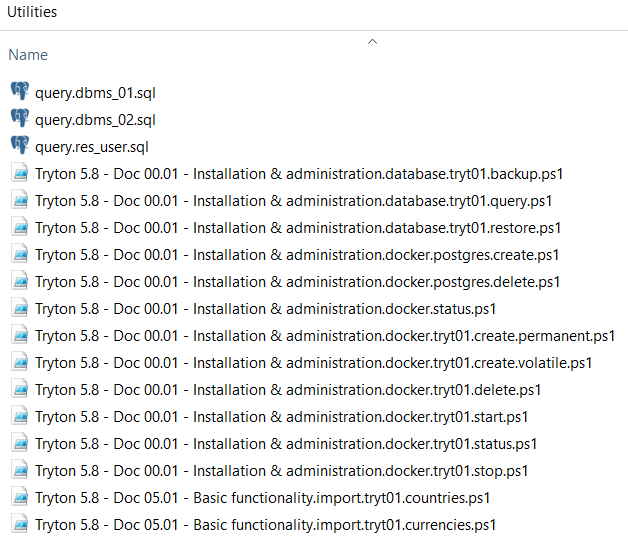 Utilities
Name
query.dbms_01.sql
query.dbms_02.sql
query.res_user.sql
Tryton 5.8 - Doc 00.01 - Installation & administration.database.tryt01.backup.ps1
Tryton 5.8 - Doc 00.01 - Installation & administration.database.tryt01.query.ps1
Tryton 5.8 - Doc 00.01 - Installation & administration.database.tryt01.restore.ps1
Tryton 5.8 - Doc 00.01 - Installation & administration.docker.postgres.create.ps1
Tryton 5.8 - Doc 00.01 - Installation & administration.docker.postgres.delete.ps1
Tryton 5.8 - Doc 00.01 - Installation & administration.docker.status.ps1
Tryton 5.8 - Doc 00.01 - Installation & administration.docker.tryt01.create.permanent.ps1
Tryton 5.8 - Doc 00.01 - Installation & administration.docker.tryt01.create.volatile.ps1
Tryton 5.8 - Doc 00.01 - Installation & administration.docker.tryt01.delete.ps1
Tryton 5.8 - Doc 00.01 - Installation & administration.docker.tryt01.start.ps1
Tryton 5.8 - Doc 00.01 - Installation & administration.docker.tryt01.status.ps1
Tryton 5.8 - Doc 00.01 - Installation & administration.docker.tryt01.stop.ps1
Tryton 5.8 - Doc 05.01 - Basic functionality.import.tryt01.countries.ps1
Tryton 5.8 - Doc 05.01 - Basic functionality.import.tryt01.currencies.ps1